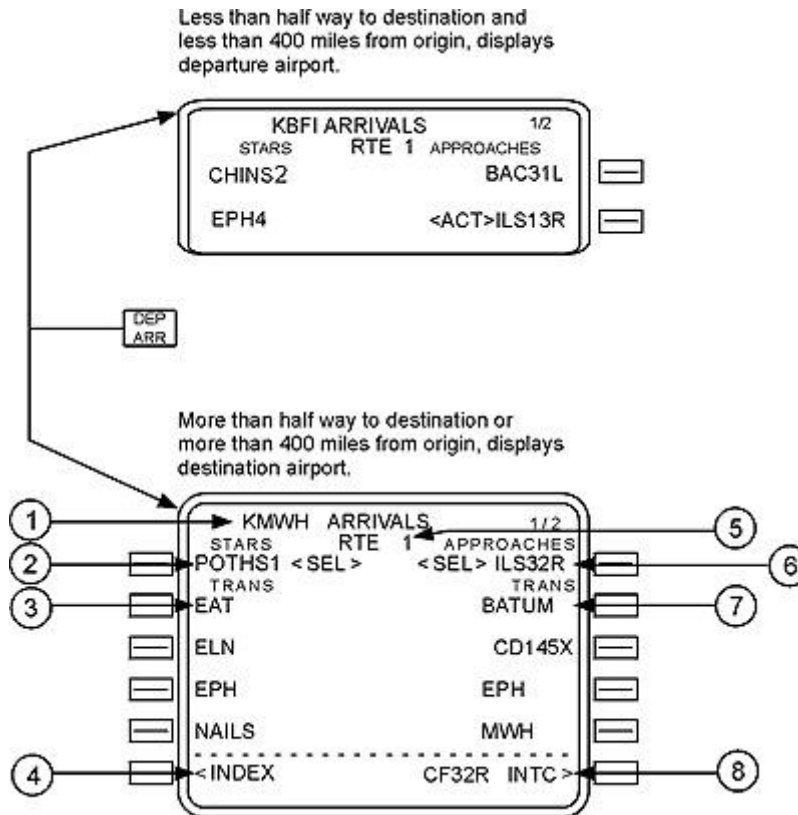 Less than half way to destination and
less than 400 miles from origin, displays
departure airport.
KBFI ARRIVALS 1/2
STARS RTE 1 APPROACHES
CHINS2 BAC31L
EPH4 <ACT>ILS13R
DEP
ARR
More than half way to destination or
more than 400 miles from origin, displays
destination airport.
1 KMWH ARRIVALS 1/2
STARS RTE 1 APPROACHES 5
2 POTHS1 <SEL> <SEL> ILS32R 6
TRANS TRANS
3 EAT BATUM 7
ELN CD145X
EPH EPH
NAILS MWH
4 <INDEX CF32R INTC> 8